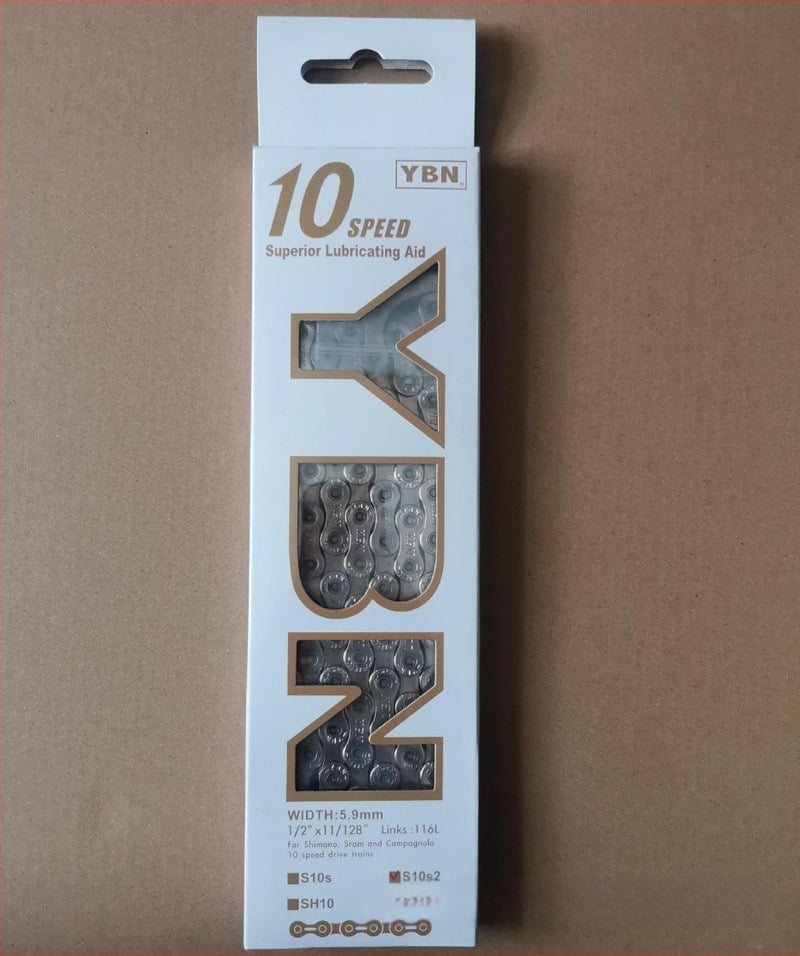 10 SPEED
YBN
Superior Lubricating Aid
YBN
WIDTH:5.9mm
1/2"x11/128" Links:116L
For Shimano, Sram and Campagnolo
10 speed drive trains
S10s S10s2
SH10